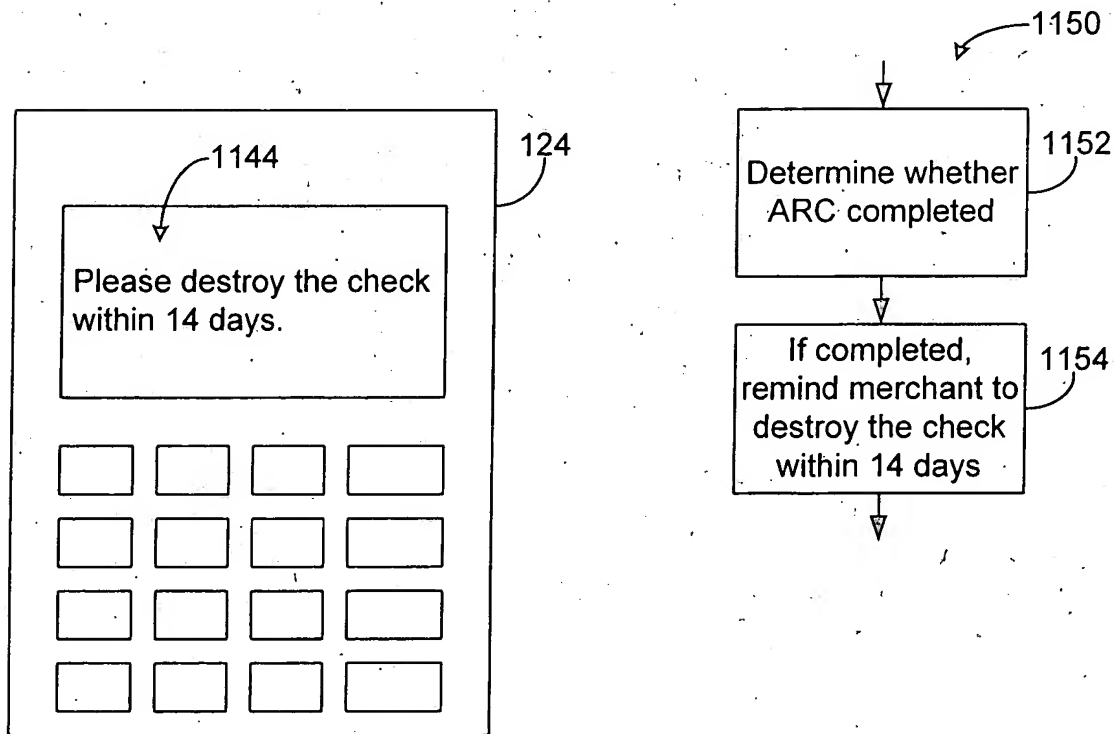 1150
1144
124
Please destroy the check
within 14 days.
1152
Determine whether
ARC completed
1154
If completed,
remind merchant to
destroy the check
within 14 days